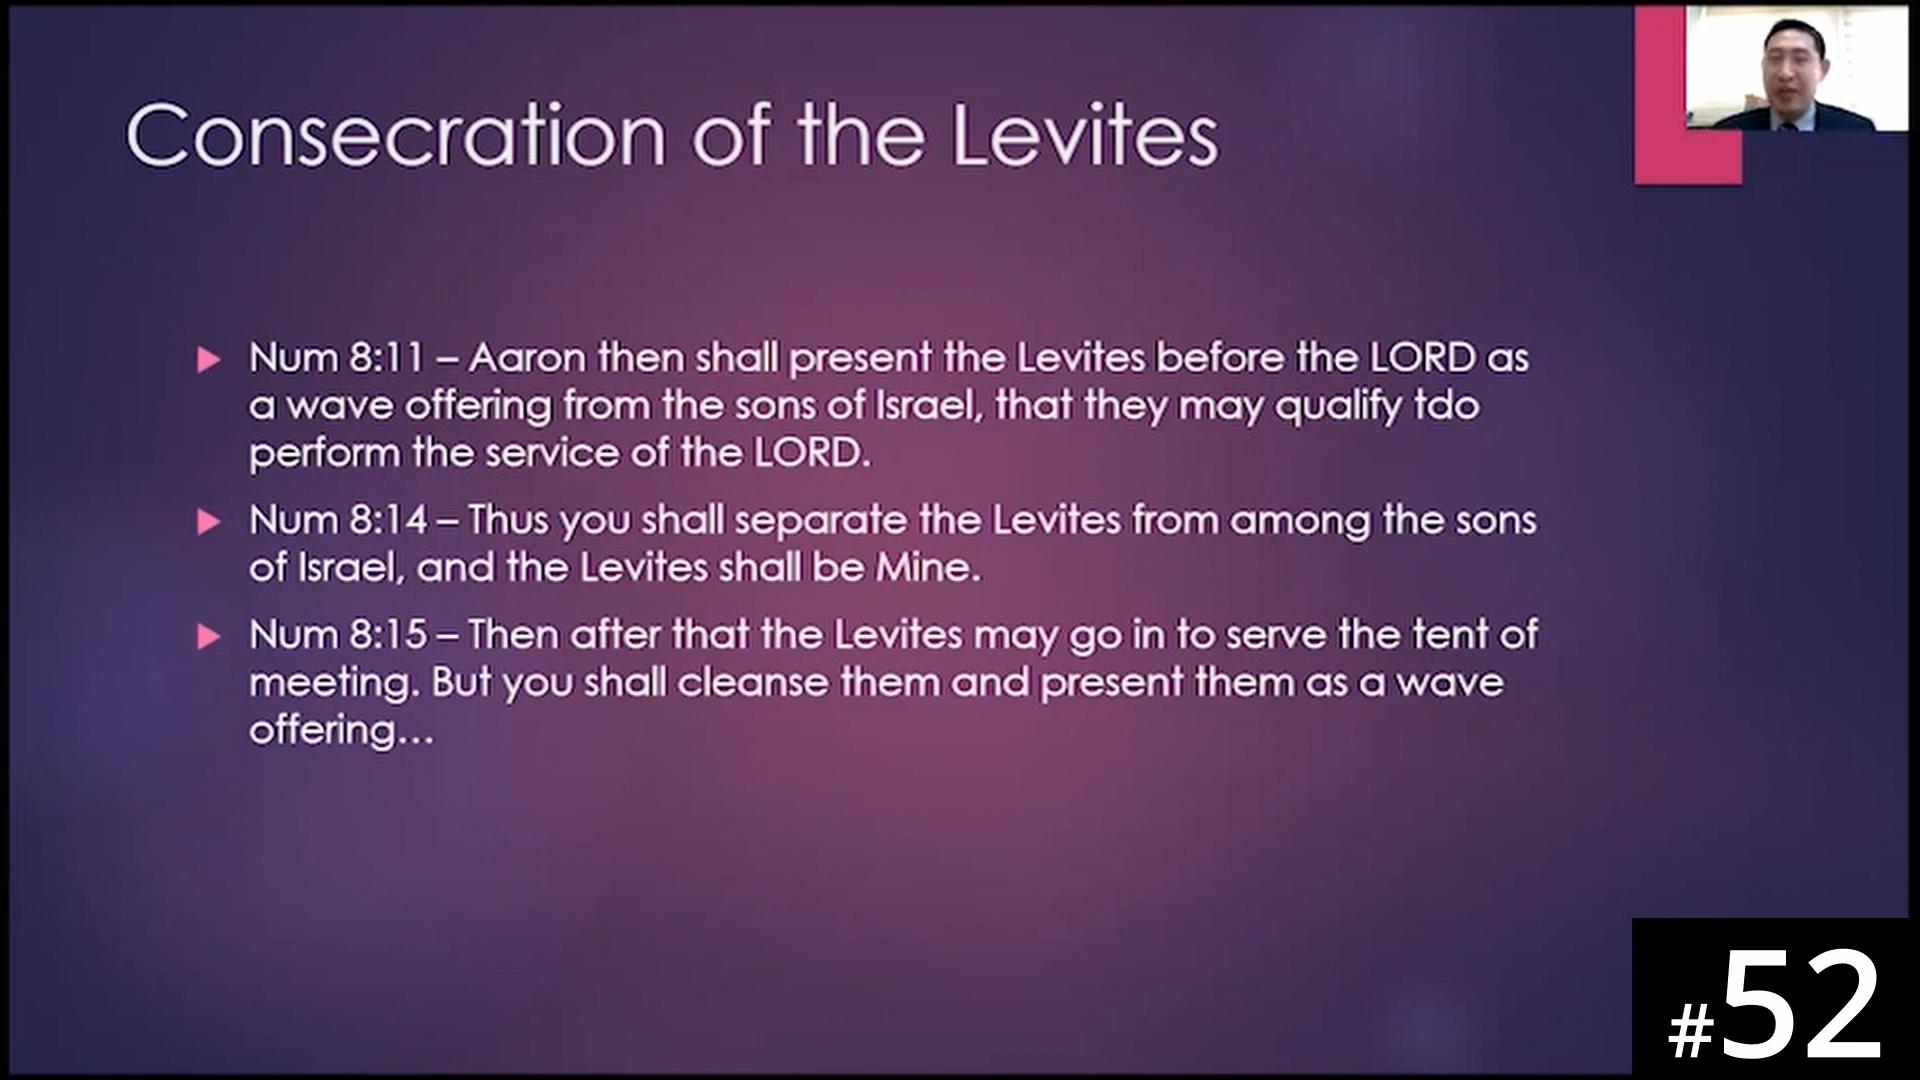 Consecration of the Levites
Num 8:11 – Aaron then shall present the Levites before the LORD as
a wave offering from the sons of Israel, that they may qualify tdo
perform the service of the LORD.
Num 8:14 – Thus you shall separate the Levites from among the sons
of Israel, and the Levites shall be Mine.
Num 8:15 – Then after that the Levites may go in to serve the tent of
meeting. But you shall cleanse them and present them as a wave
offering…
#52